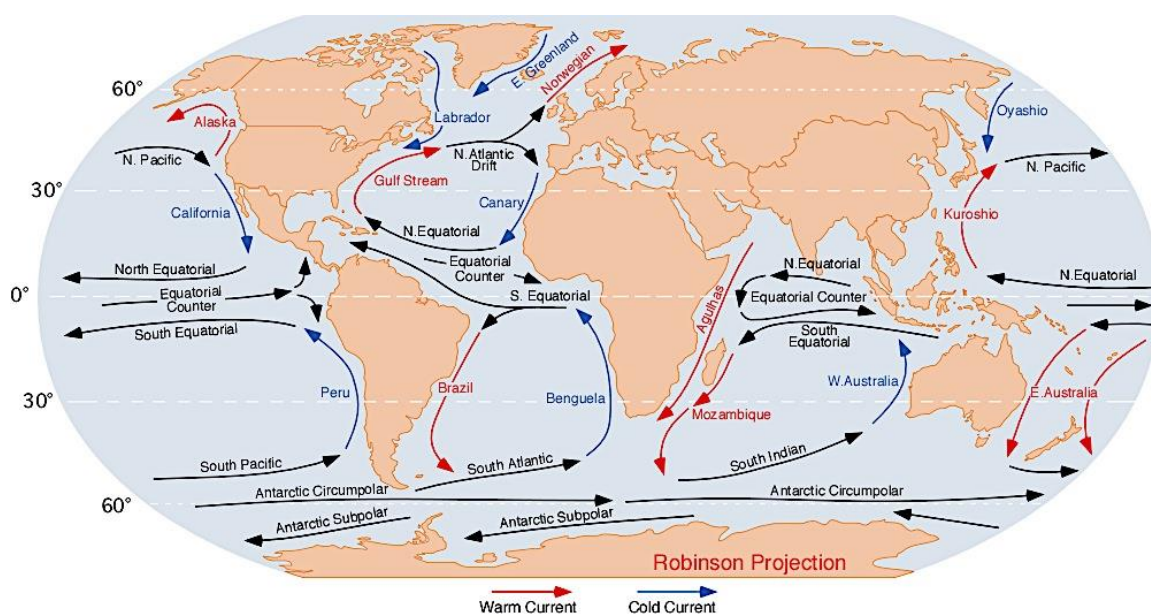 60°
E. Greenland
Norwegian
Alaska
Labrador
Oyashio
N. Pacific
N. Atlantic
Drift
N. Pacific
30°
Gulf Stream
California
Canary
Kuroshio
N. Equatorial
North Equatorial
Equatorial
Counter
N.Equatorial
N.Equatorial
0°
Equatorial
Counter
S. Equatorial
Equatorial Counter
South Equatorial
Agulhas
South
Equatorial
Peru
Brazil
Benguela
W.Australia
E.Australia
30°
Mozambique
South Pacific
South Atlantic
South Indian
60°
Antarctic Circumpolar
Antarctic Circumpolar
Antarctic Subpolar
Antarctic Subpolar
Robinson Projection
Warm Current
Cold Current